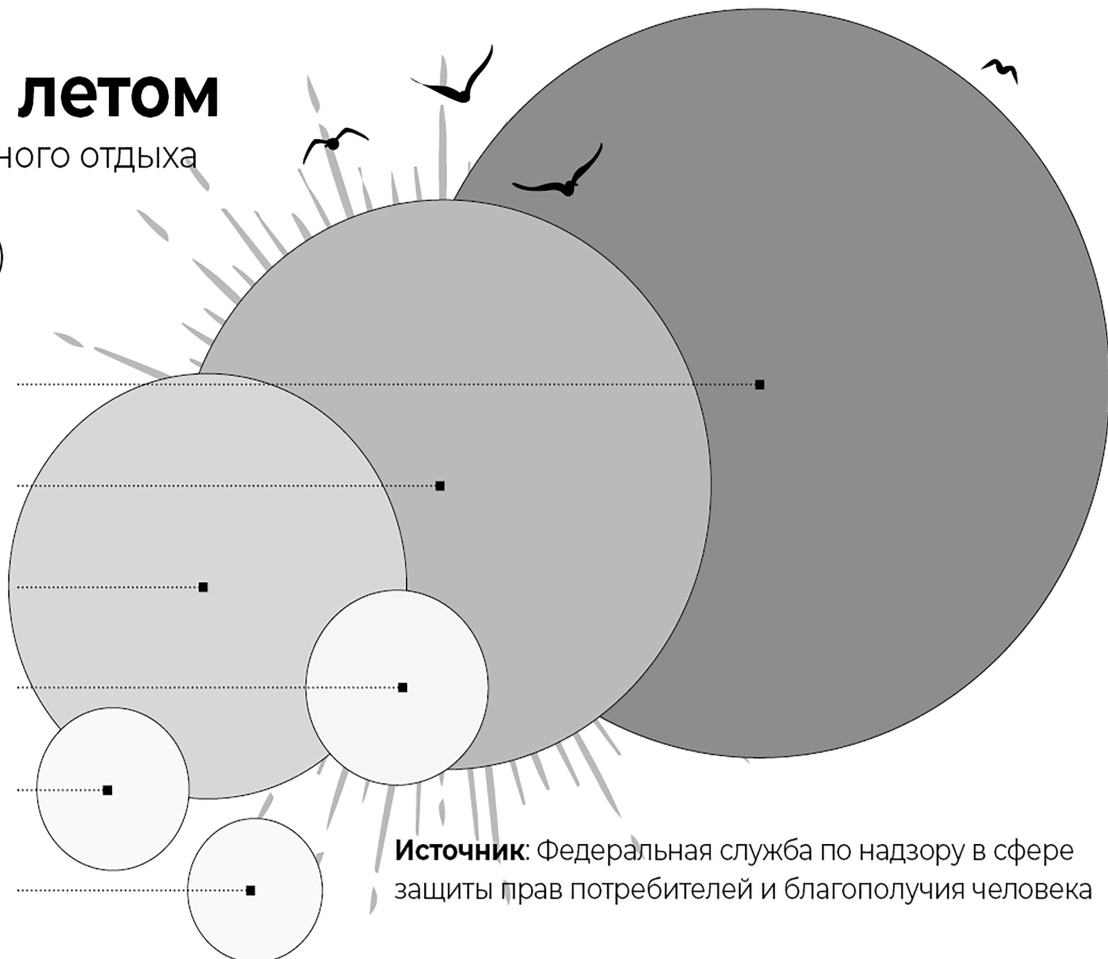 летом
ного отдыха
Источник: Федеральная служба по надзору в сфере
защиты прав потребителей и благополучия человека